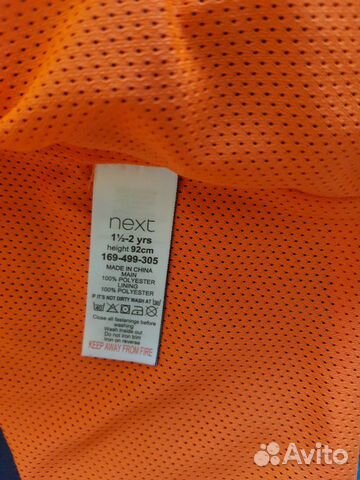 next
1½-2 yrs
height 92cm
169-499-305
MADE IN CHINA
MAIN
100% POLYESTER
LINING
100% POLYESTER
IF IT'S NOT DIRTY WASH AT
Close all fastenings before
washing
Wash inside out
Do not iron trim
Iron on reverse
KEEP AWAY FROM FIRE
Avito